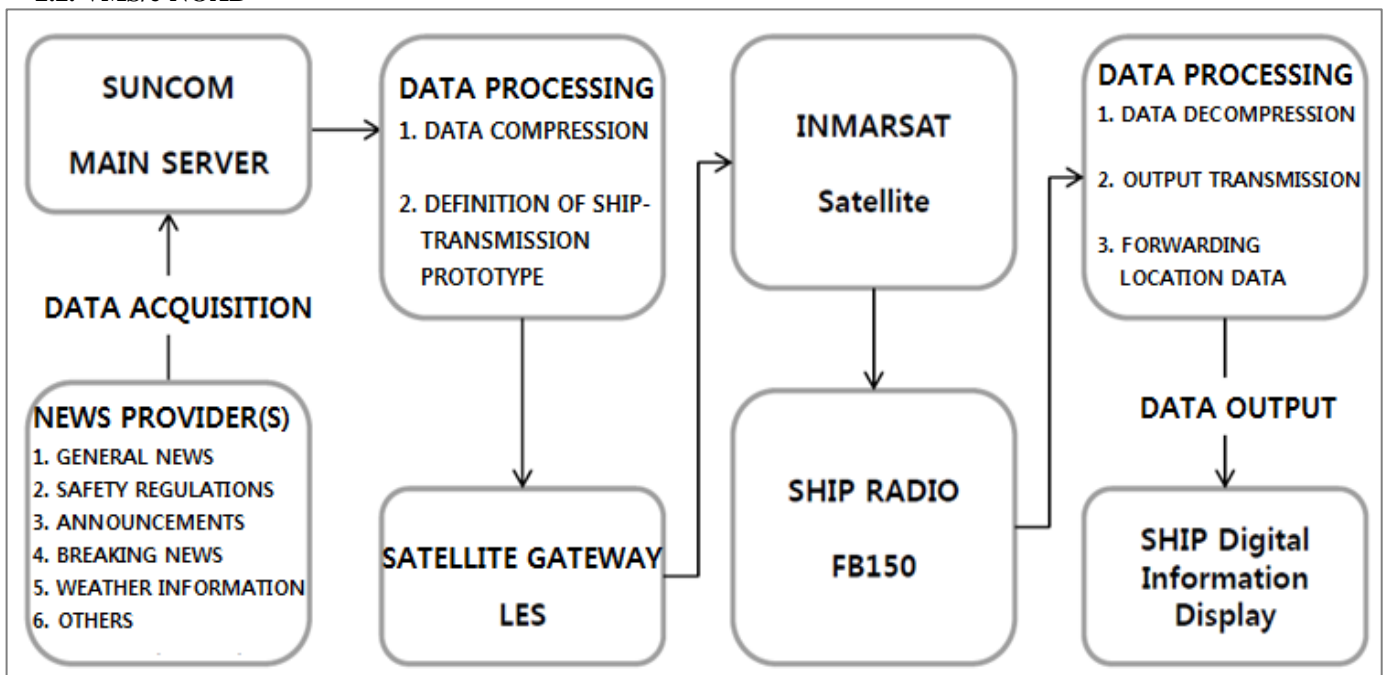 SUNCOM
MAIN SERVER
DATA ACQUISITION
NEWS PROVIDER(S)
1. GENERAL NEWS
2. SAFETY REGULATIONS
3. ANNOUNCEMENTS
4. BREAKING NEWS
5. WEATHER INFORMATION
6. OTHERS
DATA PROCESSING
1. DATA COMPRESSION
2. DEFINITION OF SHIP-
TRANSMISSION
PROTOTYPE
SATELLITE GATEWAY
LES
INMARSAT
Satellite
SHIP RADIO
FB150
DATA PROCESSING
1. DATA DECOMPRESSION
2. OUTPUT TRANSMISSION
3. FORWARDING
LOCATION DATA
DATA OUTPUT
SHIP Digital
Information
Display